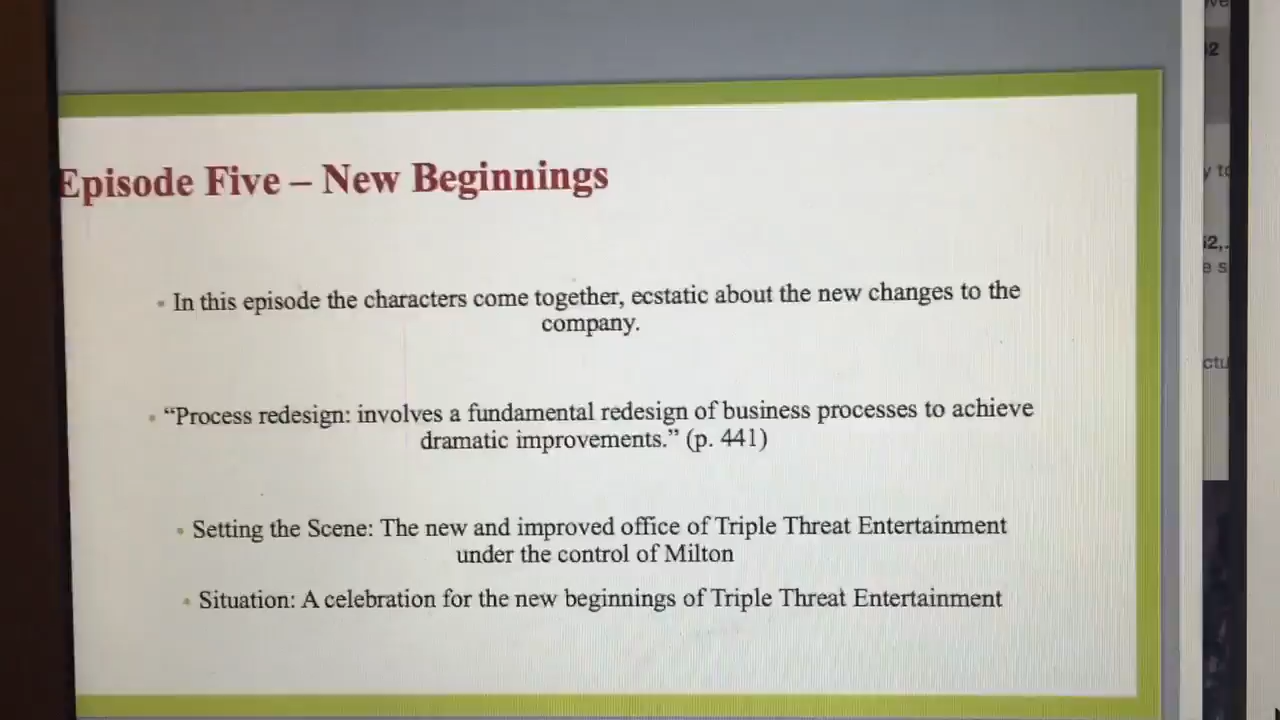 Episode Five – New Beginnings
• In this episode the characters come together, ecstatic about the new changes to the
company.
• “Process redesign: involves a fundamental redesign of business processes to achieve
dramatic improvements.” (p. 441)
• Setting the Scene: The new and improved office of Triple Threat Entertainment
under the control of Milton
• Situation: A celebration for the new beginnings of Triple Threat Entertainment